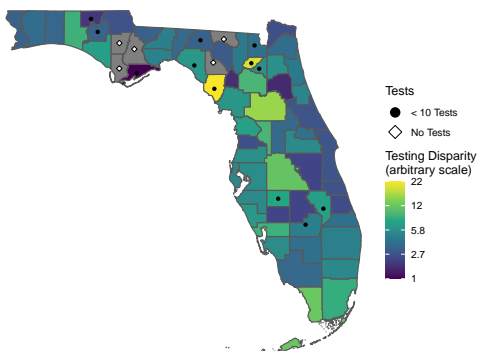 Tests
< 10 Tests
No Tests
Testing Disparity
(arbitrary scale)
22
12
5.8
2.7
1